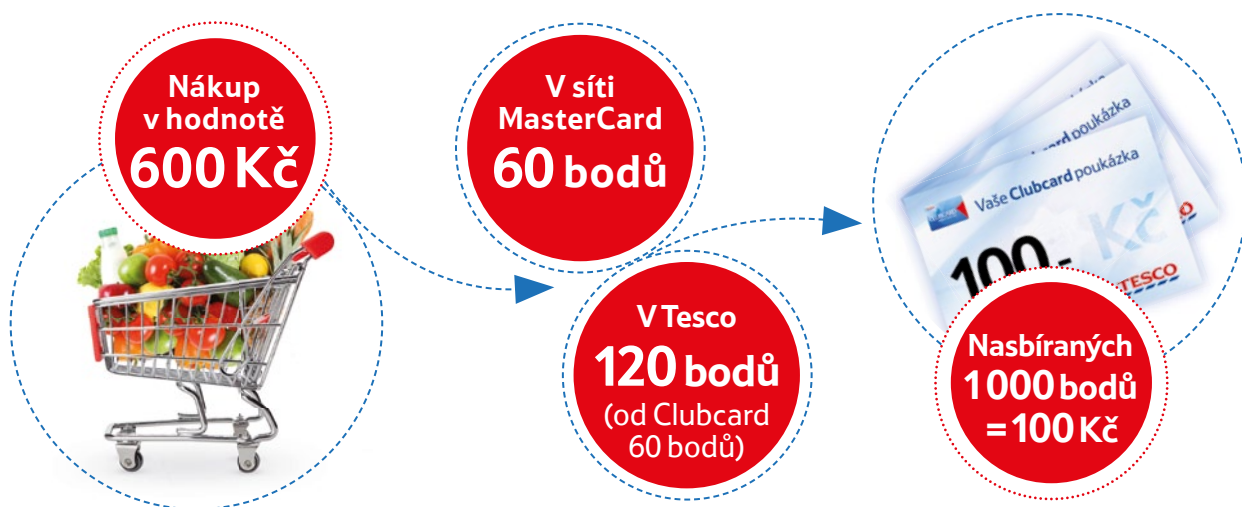 Nákup
v hodnotě
600 Kč
V síti
MasterCard
60 bodů
V Tesco
120 bodů
(od Clubcard
60 bodů)
poukázka
Vaše Clubcard poukázka
100,- Kč
TESCO
Nasbíraných
1 000 bodů
= 100 Kč